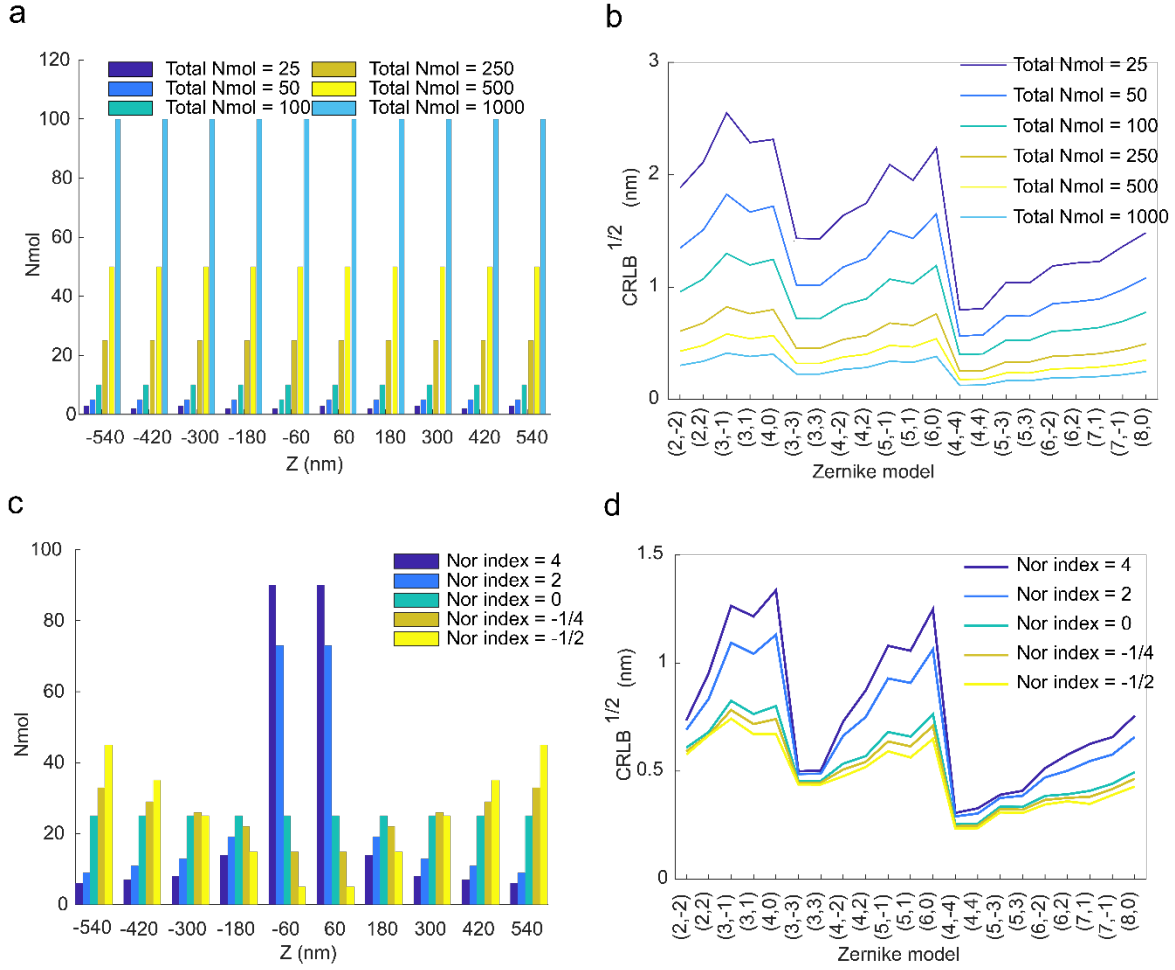 a
120
100
80
60
40
20
0
Nmol
Total Nmol = 25
Total Nmol = 50
Total Nmol = 100
Total Nmol = 250
Total Nmol = 500
Total Nmol = 1000
-540 -420 -300 -180 -60 60 180 300 420 540
Z (nm)
b
3
2
1
0
CRLB 1/2 (nm)
Total Nmol = 25
Total Nmol = 50
Total Nmol = 100
Total Nmol = 250
Total Nmol = 500
Total Nmol = 1000
(2,-2) (2,2) (3,-1) (3,1) (4,0) (3,-3) (3,3) (4,-2) (4,2) (5,-1) (5,1) (6,0) (4,-4) (4,4) (5,-3) (5,3) (6,-2) (6,2) (7,1) (7,-1) (8,0)
Zernike model
c
100
80
60
40
20
0
Nmol
Nor index = 4
Nor index = 2
Nor index = 0
Nor index = -1/4
Nor index = -1/2
-540 -420 -300 -180 -60 60 180 300 420 540
Z (nm)
d
1.5
1
0.5
0
CRLB 1/2 (nm)
Nor index = 4
Nor index = 2
Nor index = 0
Nor index = -1/4
Nor index = -1/2
(2,-2) (2,2) (3,-1) (3,1) (4,0) (3,-3) (3,3) (4,-2) (4,2) (5,-1) (5,1) (6,0) (4,-4) (4,4) (5,-3) (5,3) (6,-2) (6,2) (7,1) (7,-1) (8,0)
Zernike model